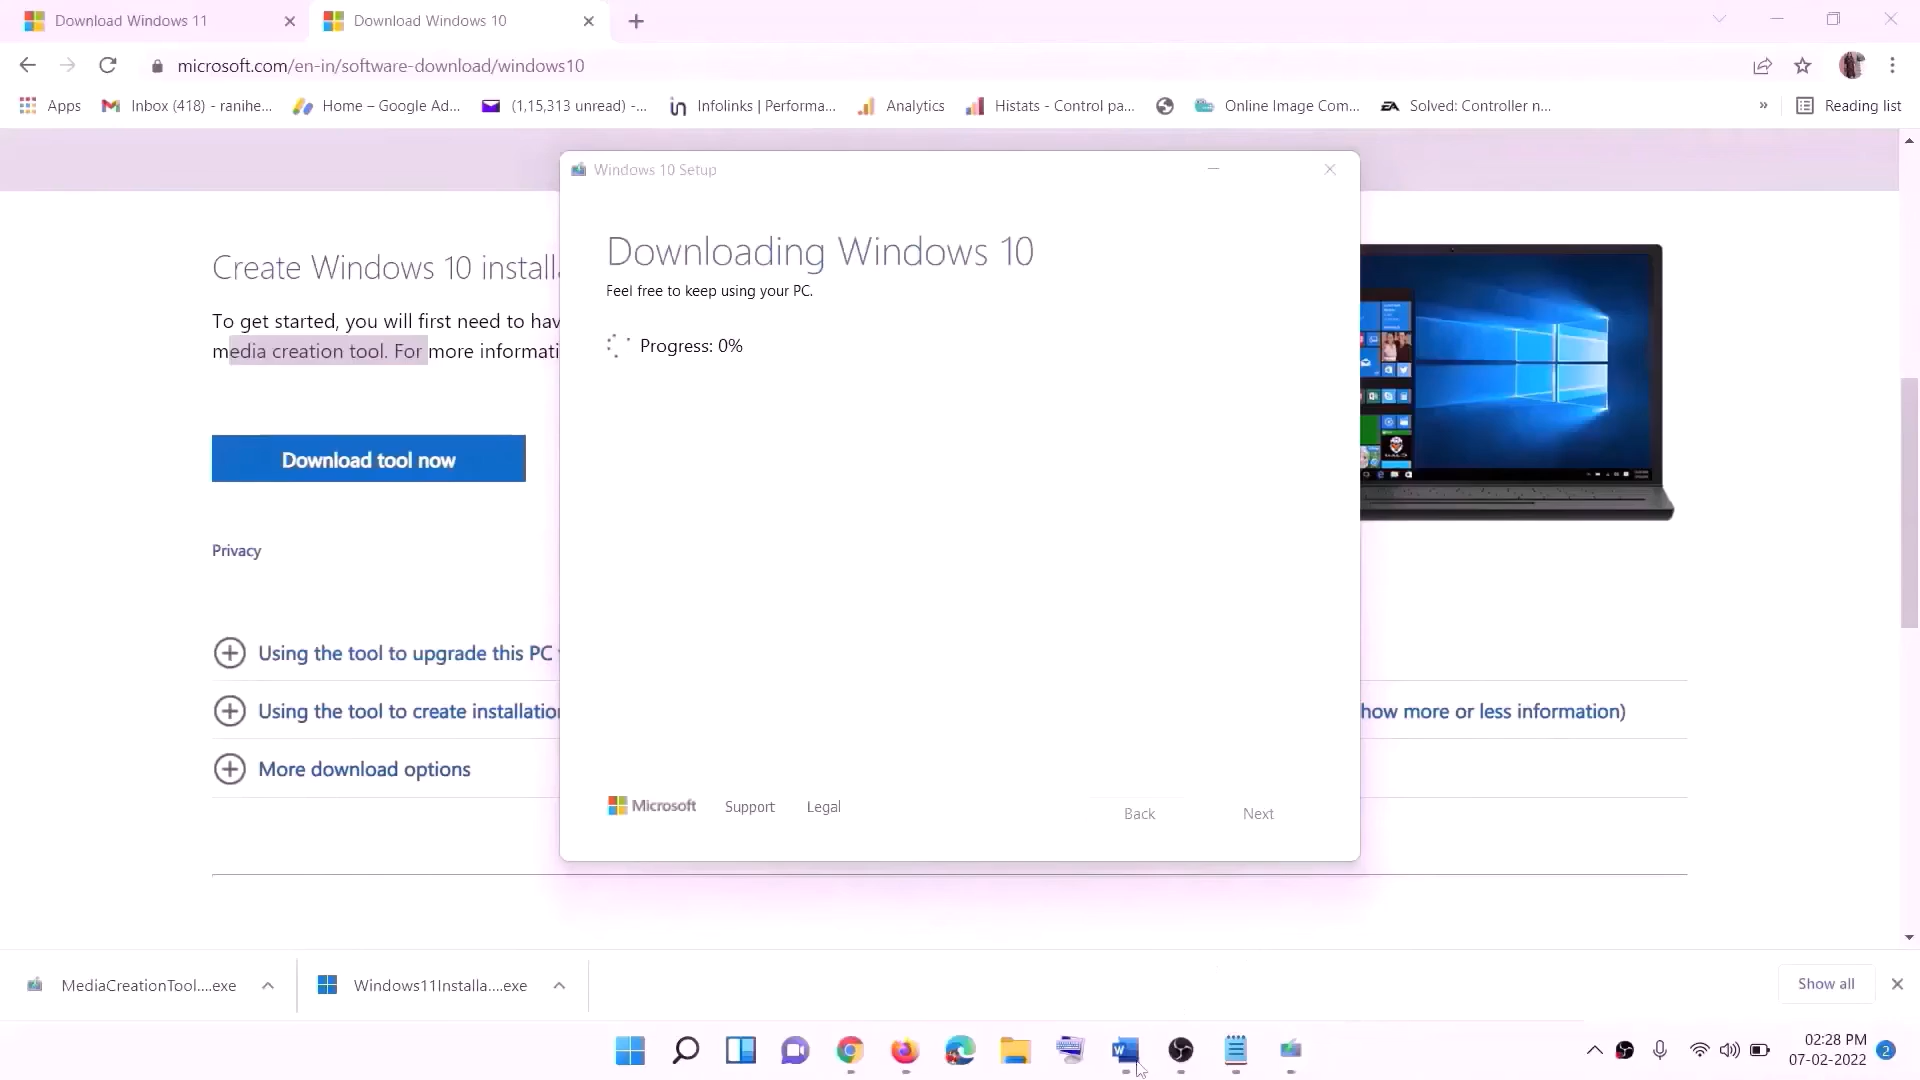 Download Windows 11
Download Windows 10
microsoft.com/en-in/software-download/windows10
Apps
Inbox (418) - ranihe...
Home – Google Ad...
(1,15,313 unread) -...
Infolinks | Performa...
Analytics
Histats - Control pa...
Online Image Com...
Solved: Controller n...
»
Reading list
Windows 10 Setup
Downloading Windows 10
Feel free to keep using your PC.
Progress: 0%
Create Windows 10 installa
To get started, you will first need to hav
media creation tool. For more informati
Download tool now
Privacy
Using the tool to upgrade this PC
Using the tool to create installation
how more or less information)
More download options
Microsoft
Support
Legal
Back
Next
MediaCreationTool....exe
Windows11Installa....exe
Show all
02:28 PM
07-02-2022
2